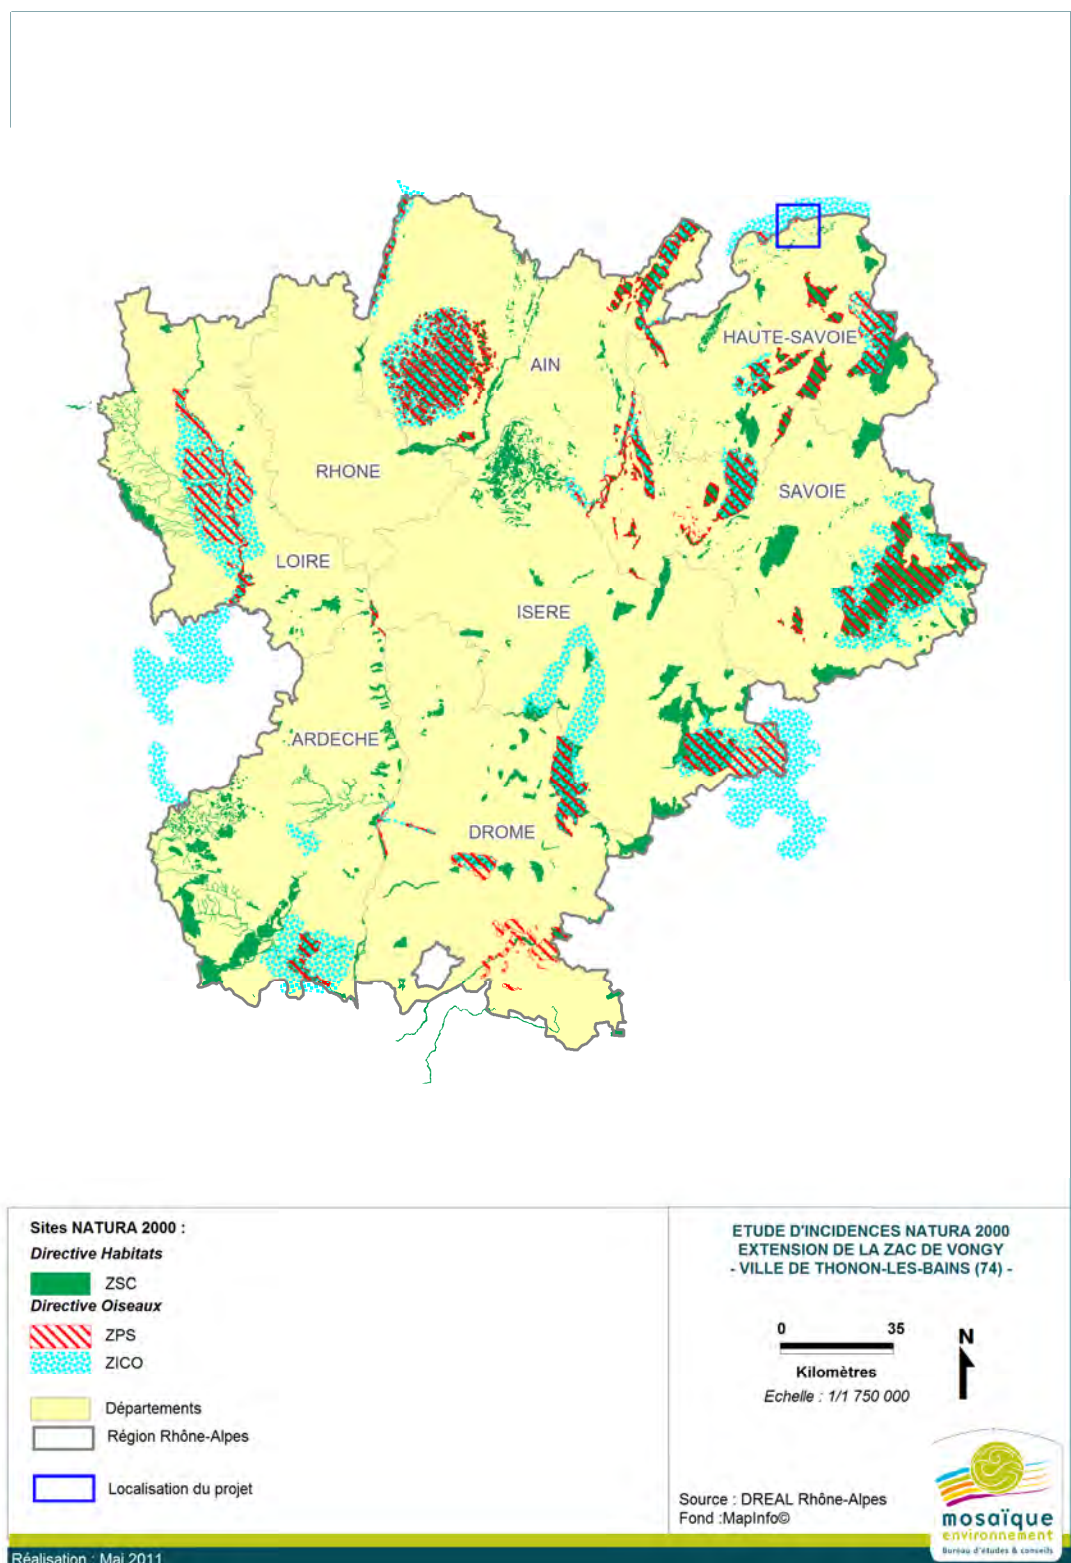 HAUTE-SAVOIE
AIN
RHONE
SAVOIE
LOIRE
ISERE
ARDECHE
DROME
Sites NATURA 2000 :
Directive Habitats
ZSC
Directive Oiseaux
ZPS
ZICO
Départements
Région Rhône-Alpes
Localisation du projet
ETUDE D'INCIDENCES NATURA 2000
EXTENSION DE LA ZAC DE VONGY
- VILLE DE THONON-LES-BAINS (74) -
0 35
N
Kilomètres
Echelle : 1/1 750 000
Source : DREAL Rhône-Alpes
Fond :MapInfo©
mosaïque
environnement
Bureau d'études & conseils
Réalisation : Mai 2011